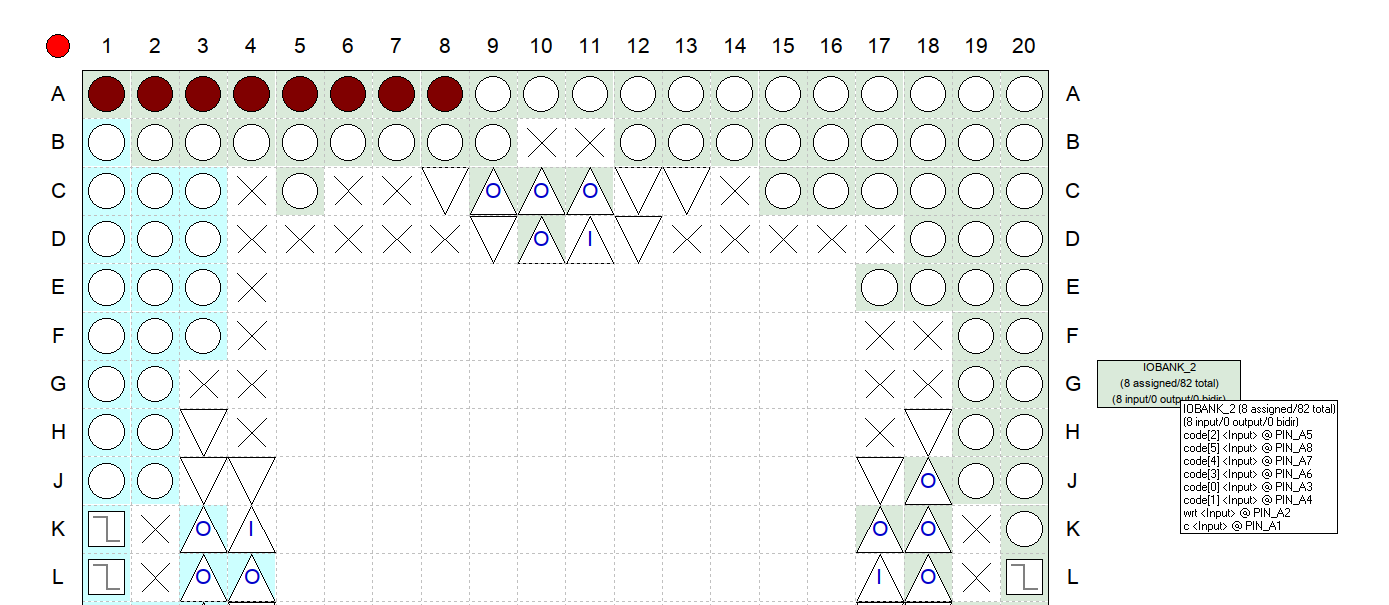 1 2 3 4 5 6 7 8 9 10 11 12 13 14 15 16 17 18 19 20
A A
B B
C O O O C
D O I D
E E
F F
G G
IOBANK_2
(8 assigned/82 total)
(8 input/0 output/0 bidir)
IOBANK_2 (8 assigned/82 total)
(8 input/0 output/0 bidir)
code[2] <Input> @ PIN_A5
code[5] <Input> @ PIN_A8
code[4] <Input> @ PIN_A7
code[3] <Input> @ PIN_A6
code[0] <Input> @ PIN_A3
code[1] <Input> @ PIN_A4
wrt <Input> @ PIN_A2
c <Input> @ PIN_A1
H H
J O J
K O I O O K
L O O I O L